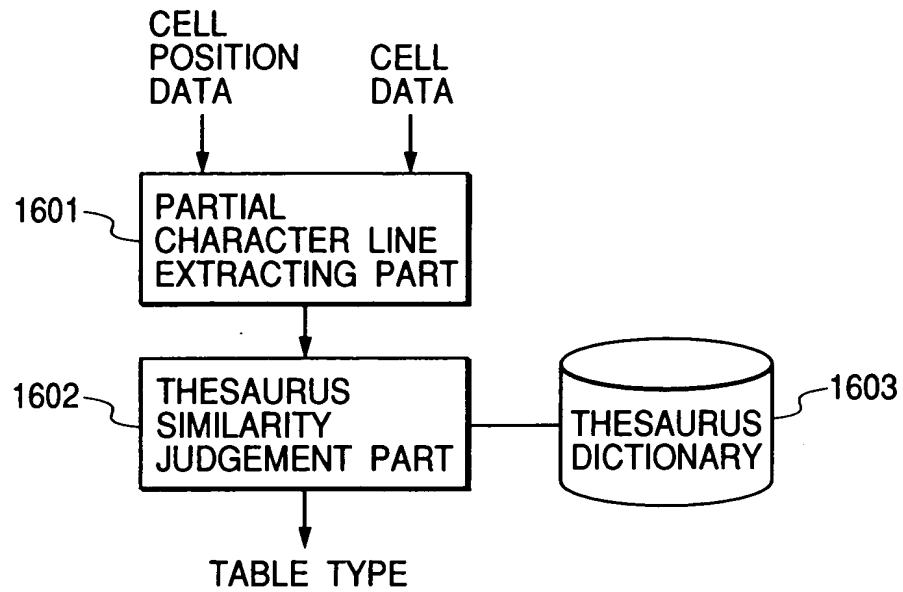 CELL
POSITION
DATA
CELL
DATA
1601
PARTIAL
CHARACTER LINE
EXTRACTING PART
1602
THESAURUS
SIMILARITY
JUDGEMENT PART
1603
THESAURUS
DICTIONARY
TABLE TYPE